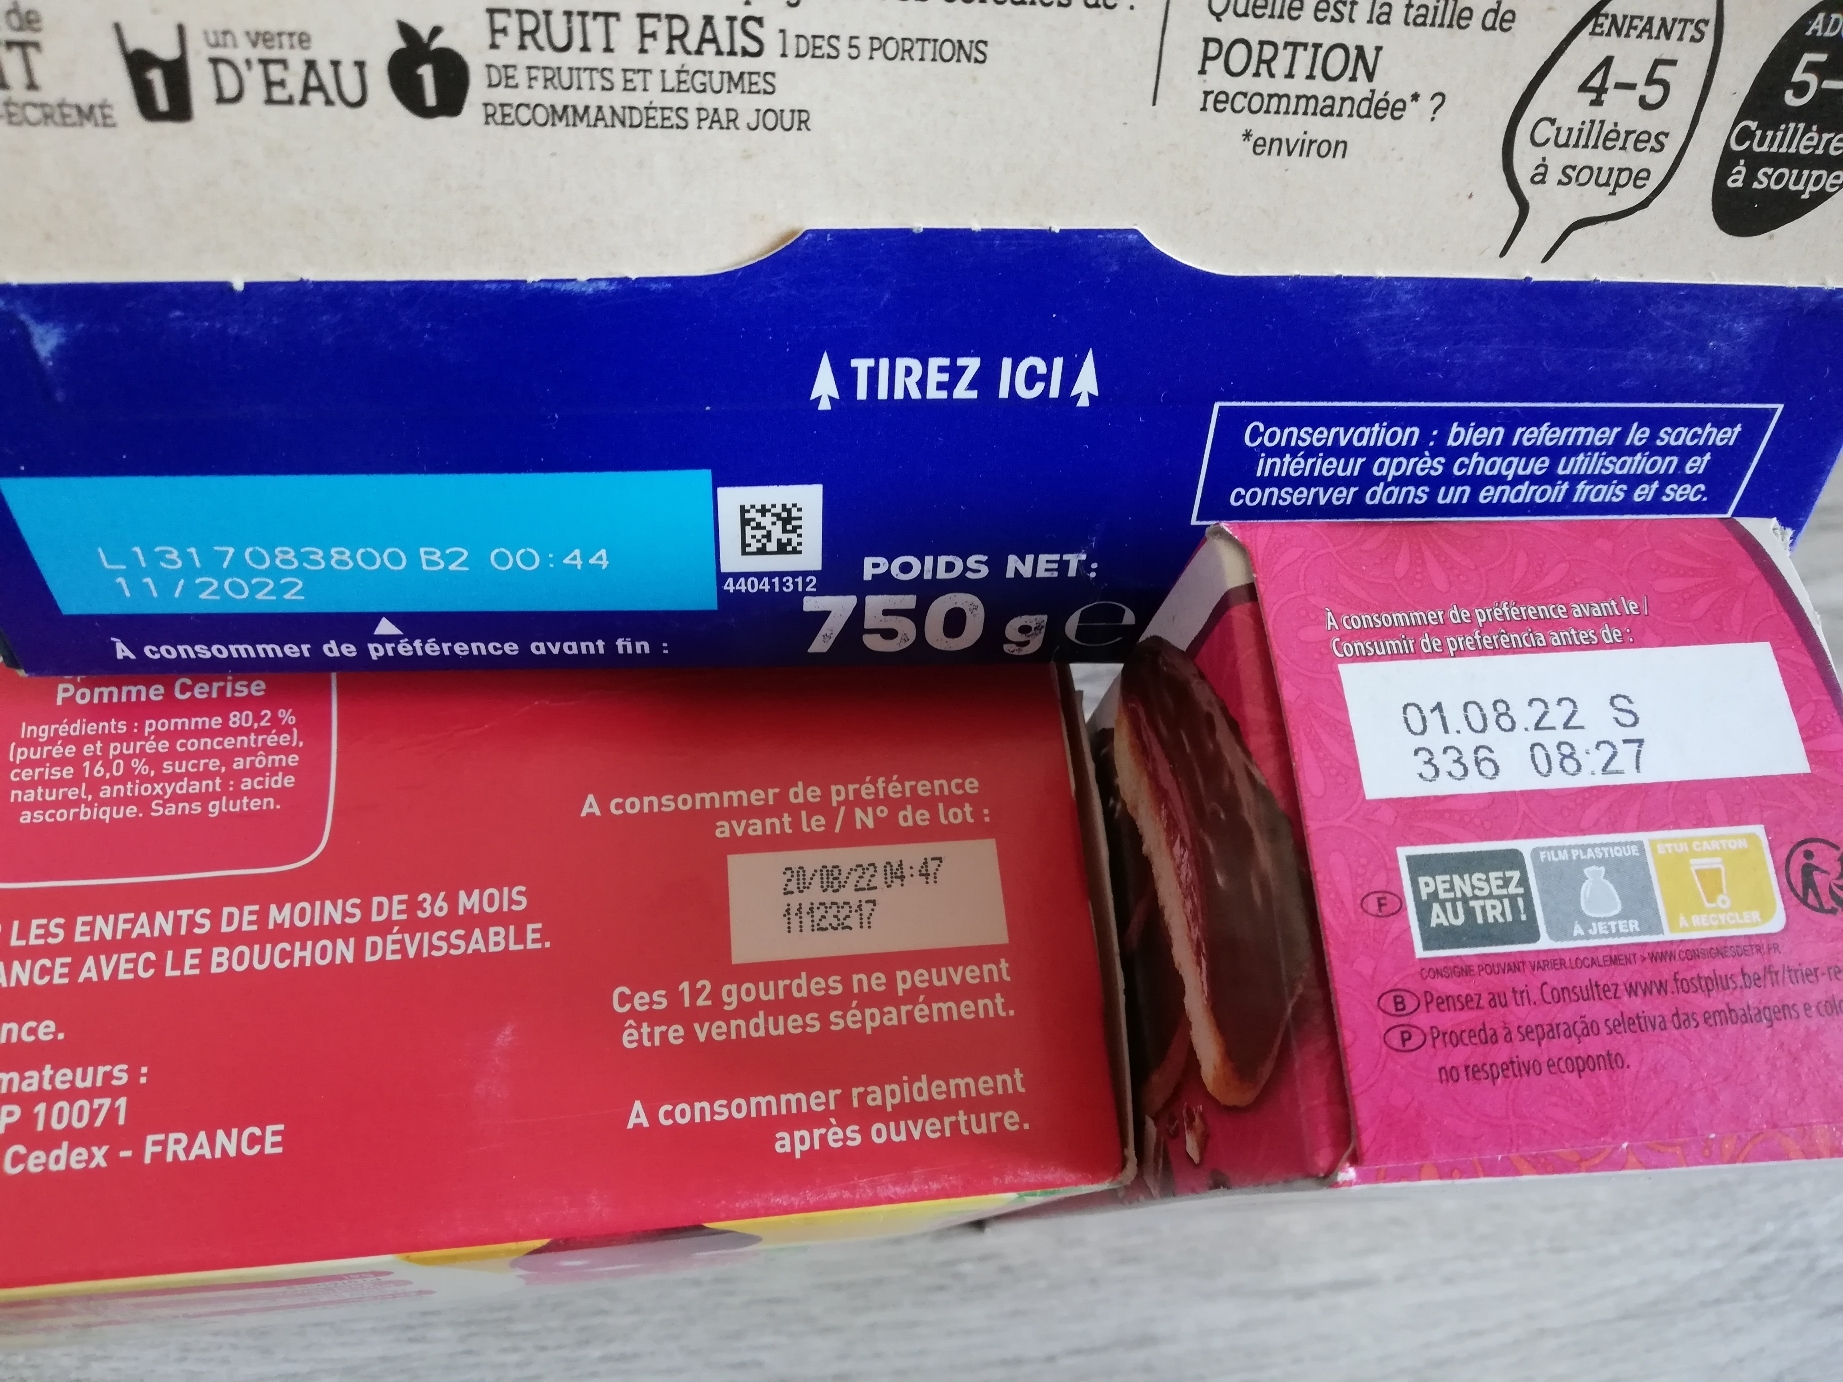 de
un verre
D'EAU
1
1
FRUIT FRAIS 1 DES 5 PORTIONS
DE FRUITS ET LÉGUMES
RECOMMANDÉES PAR JOUR
Quelle est la taille de
PORTION
recommandée* ?
*environ
ENFANTS
4-5
Cuillères
à soupe
5-
à soupe
TIREZ ICI
Conservation : bien refermer le sachet
intérieur après chaque utilisation et
conserver dans un endroit frais et sec.
L1317083800 B2 00:44
11/2022
À consommer de préférence avant fin :
44041312
POIDS NET:
750 g e
Pomme Cerise
Ingrédients : pomme 80,2 %
(purée et purée concentrée),
cerise 16,0 %, sucre, arôme
naturel, antioxydant : acide
ascorbique. Sans gluten.
LES ENFANTS DE MOINS DE 36 MOIS
ANCE AVEC LE BOUCHON DÉVISSABLE.
nce.
mateurs :
P 10071
Cedex - FRANCE
A consommer de préférence
avant le / N° de lot :
20/08/22 04:47
11123217
Ces 12 gourdes ne peuvent
être vendues séparément.
A consommer rapidement
après ouverture.
À consommer de préférence avant le /
Consumir de preferência antes de :
01.08.22 S
336 08:27
F
PENSEZ
AU TRI !
FILM PLASTIQUE
À JETER
ÉTUI CARTON
À RECYCLER
CONSIGNE POUVANT VARIER LOCALEMENT > WWW.CONSIGNESDETRI.FR
B Pensez au tri. Consultez www.fostplus.be/fr/trier-re
P Proceda à separação seletiva das embalagens e colo
no respetivo ecoponto.